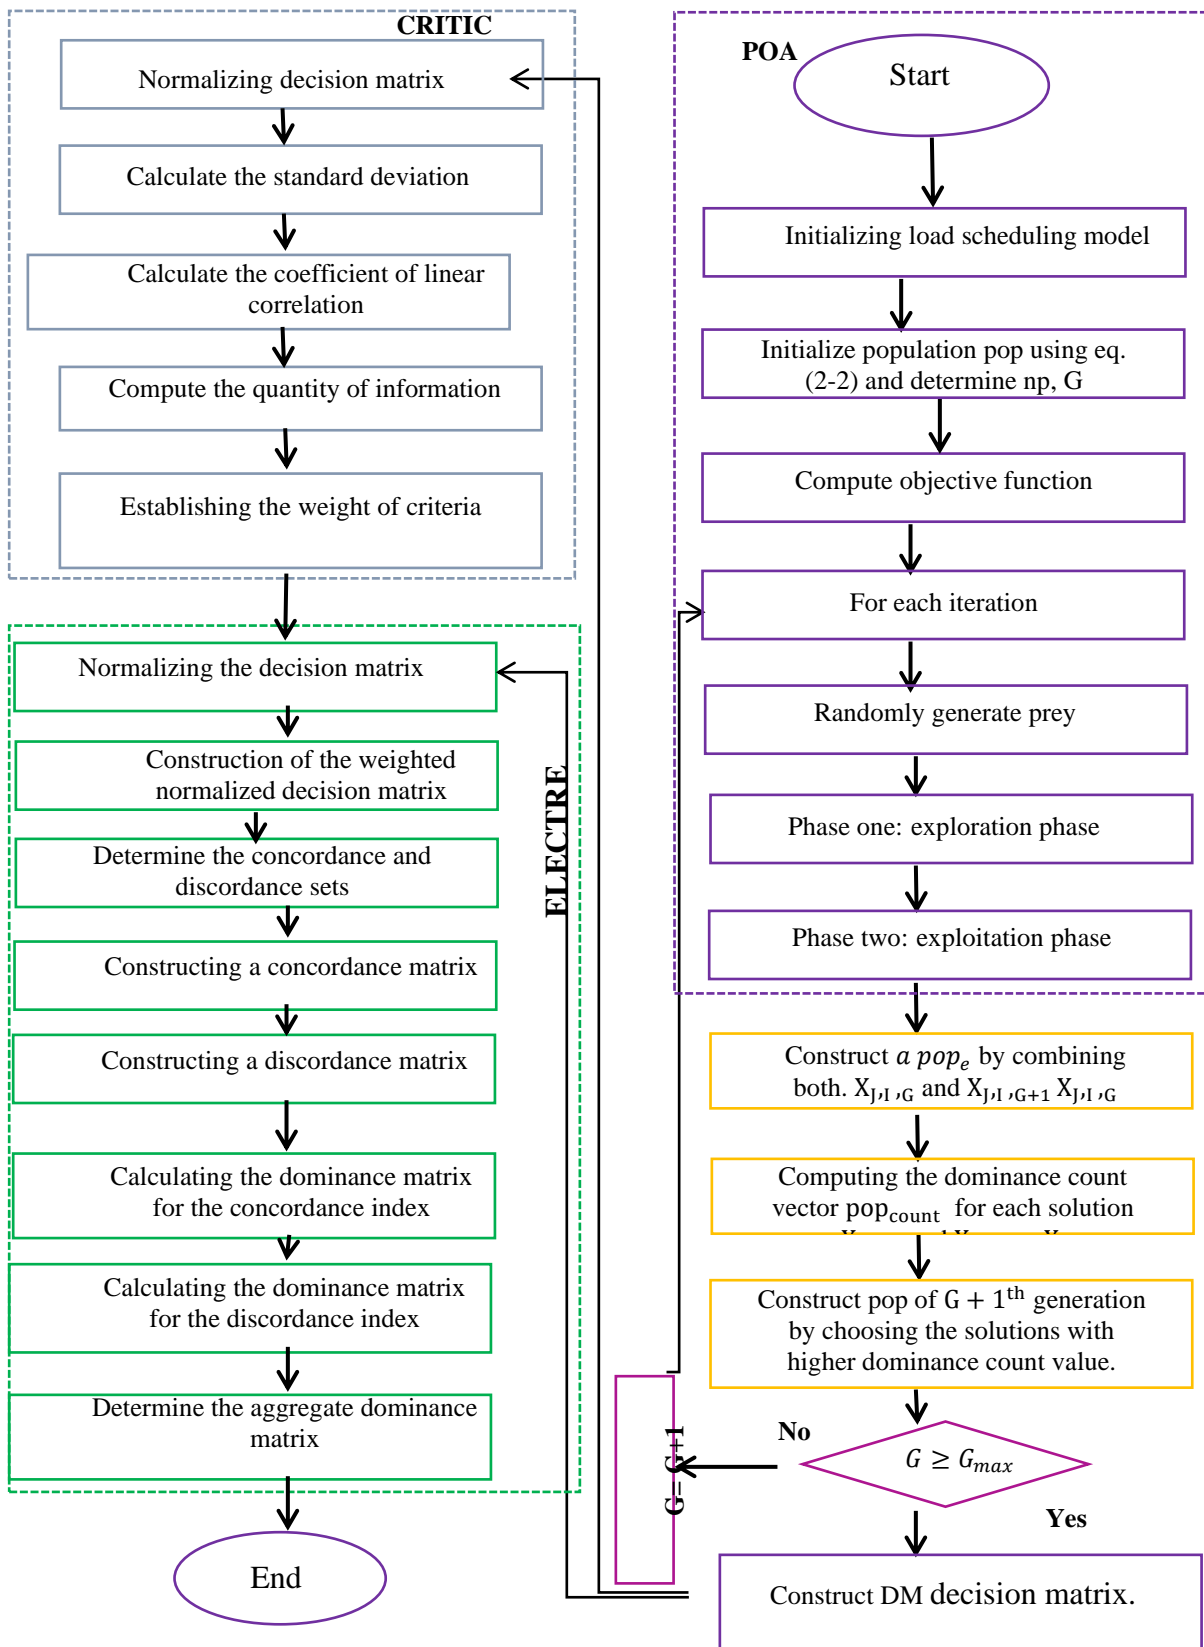 CRITIC
Normalizing decision matrix
Calculate the standard deviation
Calculate the coefficient of linear
correlation
Compute the quantity of information
Establishing the weight of criteria
ELECTRE
Normalizing the decision matrix
Construction of the weighted
normalized decision matrix
Determine the concordance and
discordance sets
Constructing a concordance matrix
Constructing a discordance matrix
Calculating the dominance matrix
for the concordance index
Calculating the dominance matrix
for the discordance index
Determine the aggregate dominance
matrix
End
POA
Start
Initializing load scheduling model
Initialize population pop using eq.
(2-2) and determine np, G
Compute objective function
For each iteration
Randomly generate prey
Phase one: exploration phase
Phase two: exploitation phase
Construct a pop_e by combining
both. X_J,I,G and X_J,I,G+1 X_J,I,G
Computing the dominance count
vector pop_count for each solution
Construct pop of G + 1^th generation
by choosing the solutions with
higher dominance count value.
No
G ≥ G_max
G= G+1
Yes
Construct DM decision matrix.